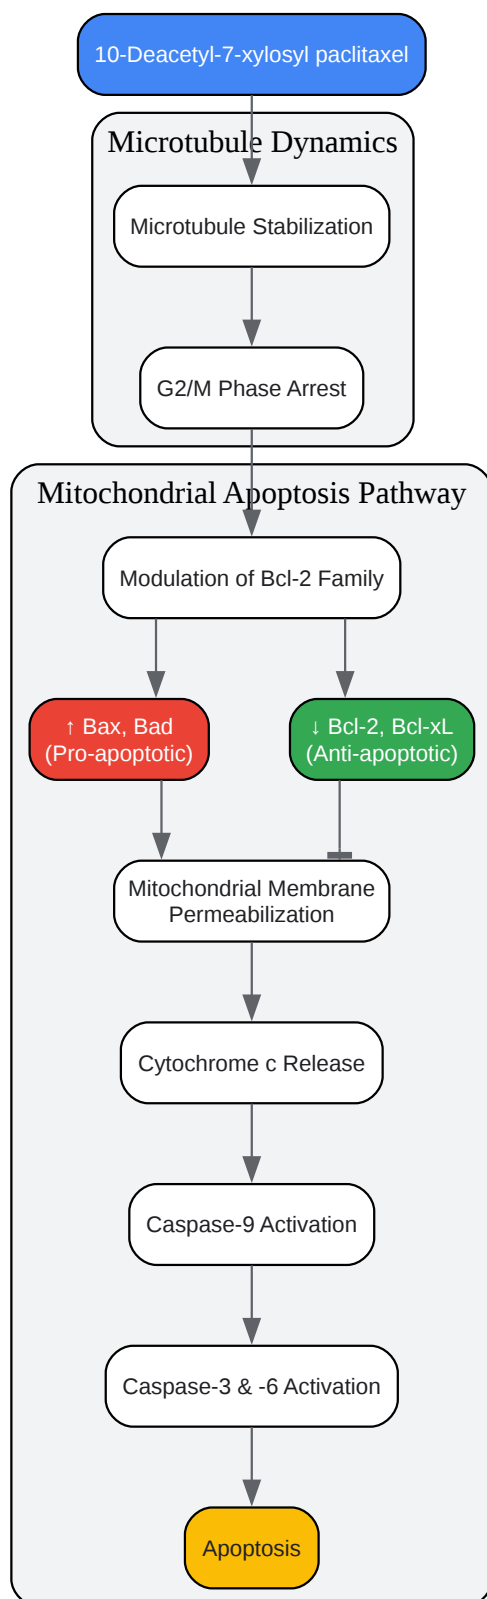 10-Deacetyl-7-xylosyl paclitaxel
Microtubule Dynamics
Microtubule Stabilization
G2/M Phase Arrest
Mitochondrial Apoptosis Pathway
Modulation of Bcl-2 Family
↑ Bax, Bad
(Pro-apoptotic)
↓ Bcl-2, Bcl-xL
(Anti-apoptotic)
Mitochondrial Membrane
Permeabilization
Cytochrome c Release
Caspase-9 Activation
Caspase-3 & -6 Activation
Apoptosis